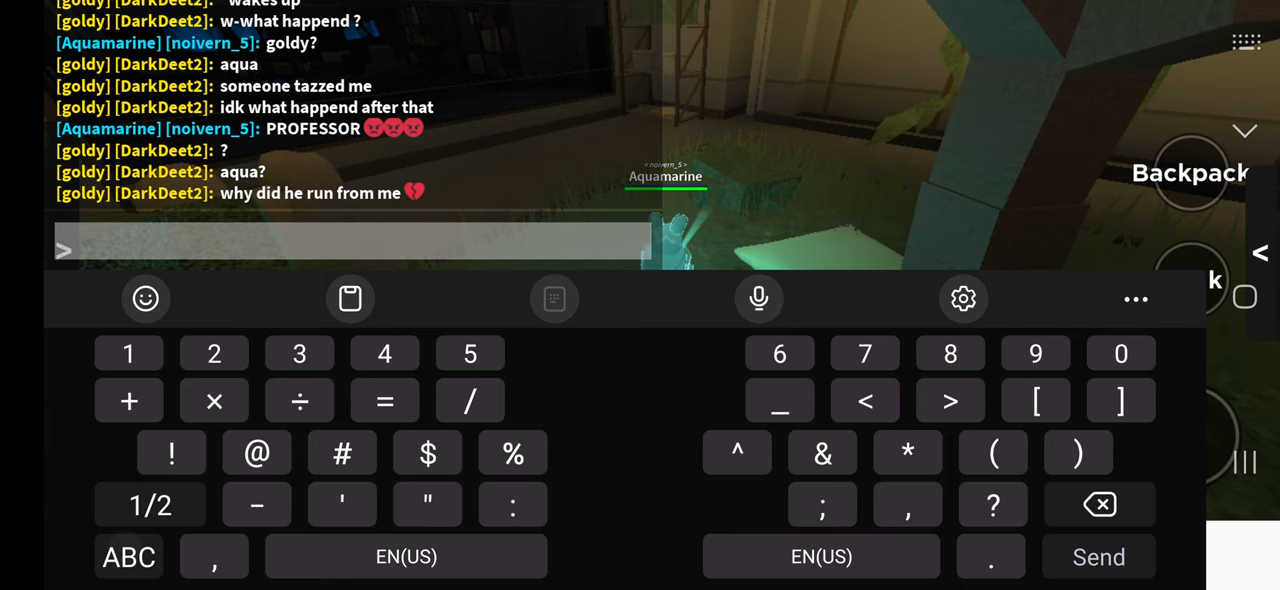 *wakes up
[goldy] [DarkDeet2]: w-what happend ?
[Aquamarine] [noivern_5]: goldy?
[goldy] [DarkDeet2]: aqua
[goldy] [DarkDeet2]: someone tazzed me
[goldy] [DarkDeet2]: idk what happend after that
[Aquamarine] [noivern_5]: PROFESSOR 😡😡😡
[goldy] [DarkDeet2]: ?
[goldy] [DarkDeet2]: aqua?
[goldy] [DarkDeet2]: why did he run from me 💔
<noivern_5>
Aquamarine
Backpack
k
<
>
1 2 3 4 5 6 7 8 9 0
+ × ÷ = / _ < > [ ]
! @ # $ % ^ & * ( )
1/2 - ' " : ; , ?
ABC , EN(US) EN(US) . Send